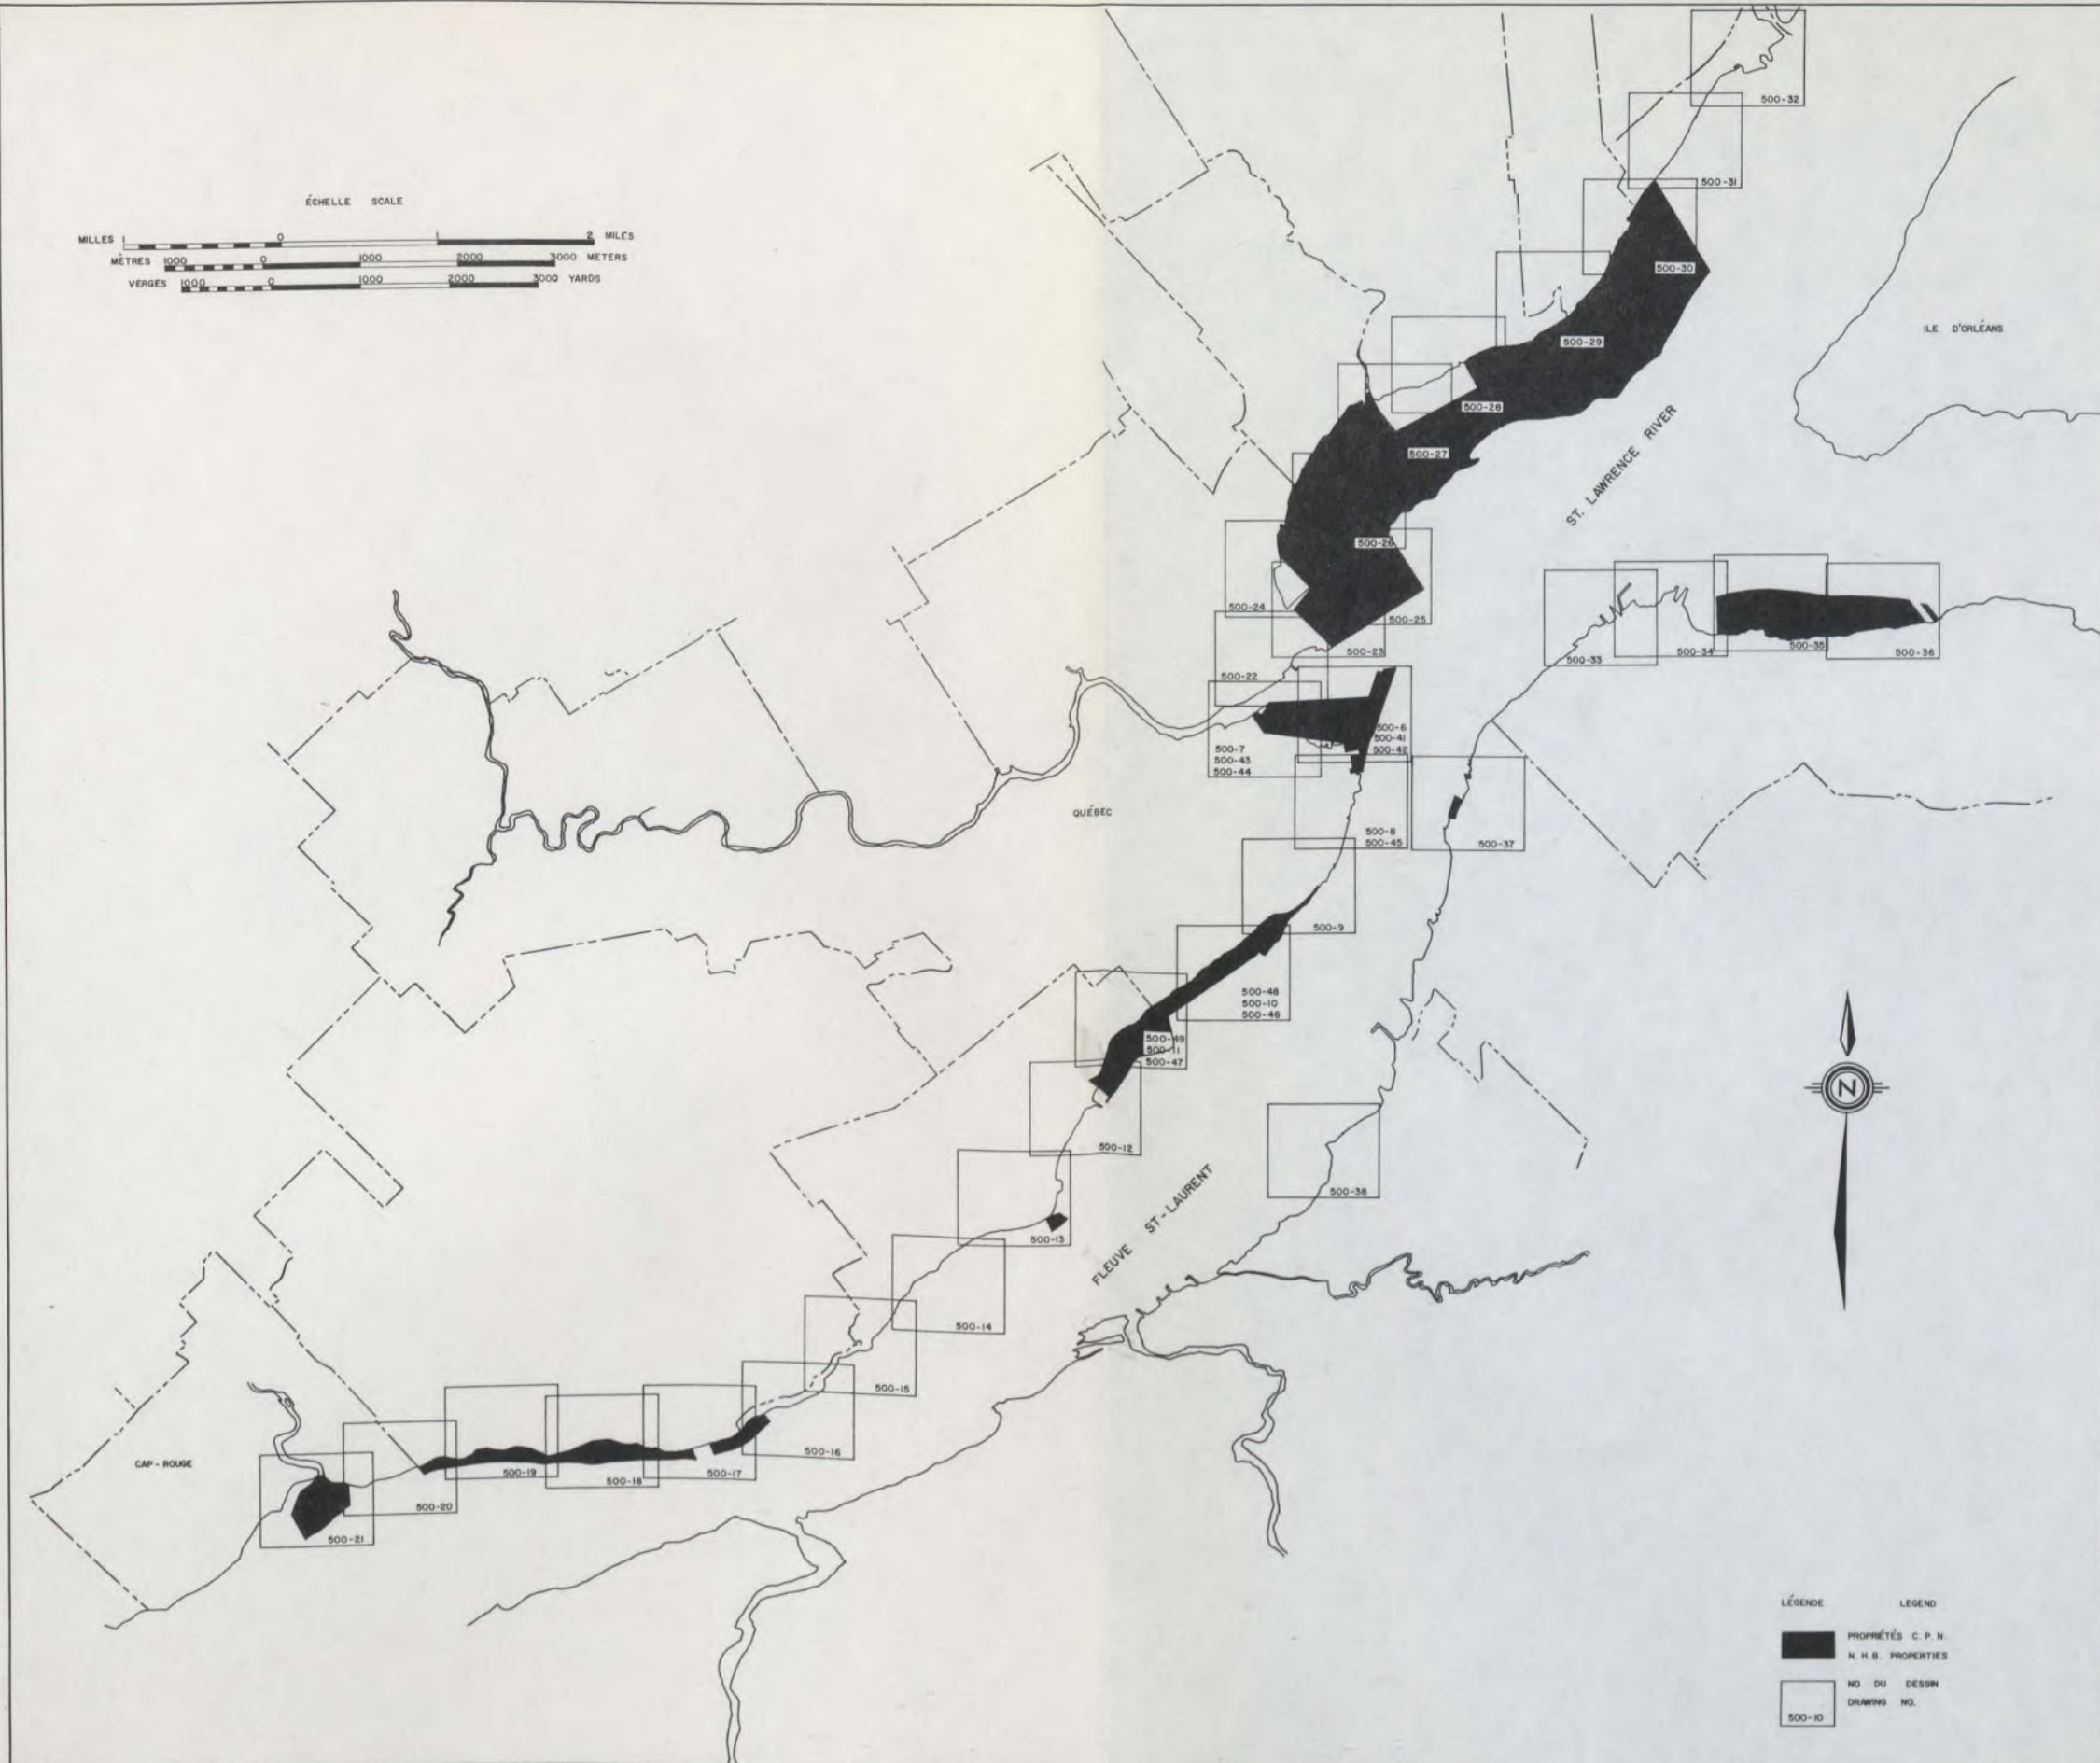 ÉCHELLE SCALE
MILLES 1 0 1 2 MILES
MÈTRES 1000 0 1000 2000 3000 METERS
VERGES 1000 0 1000 2000 3000 YARDS
500-32
500-31
500-30
ILE D'ORLÉANS
500-29
500-28
500-27
ST. LAWRENCE RIVER
500-26
500-24
500-25
500-23
500-33
500-34
500-35
500-36
500-22
500-6
500-41
500-42
500-7
500-43
500-44
QUÉBEC
500-8
500-45
500-37
500-9
500-48
500-10
500-46
500-49
500-11
500-47
N
500-12
500-38
FLEUVE ST-LAURENT
500-13
500-14
500-15
500-16
CAP-ROUGE
500-19
500-18
500-17
500-20
500-21
LÉGENDE LEGEND
PROPRIÉTÉS C. P. N.
N. H. B. PROPERTIES
NO DU DESSIN
DRAWING NO.
500-10